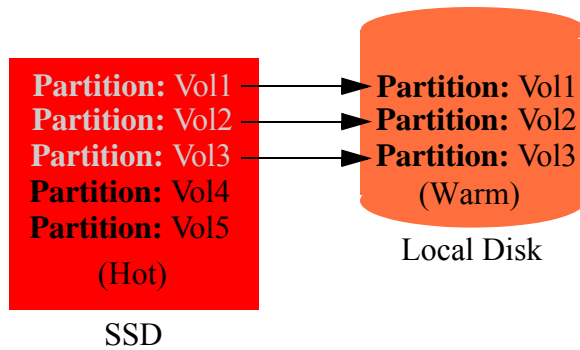 Partition: Vol1
Partition: Vol2
Partition: Vol3
Partition: Vol4
Partition: Vol5
(Hot)
SSD
Partition: Vol1
Partition: Vol2
Partition: Vol3
(Warm)
Local Disk